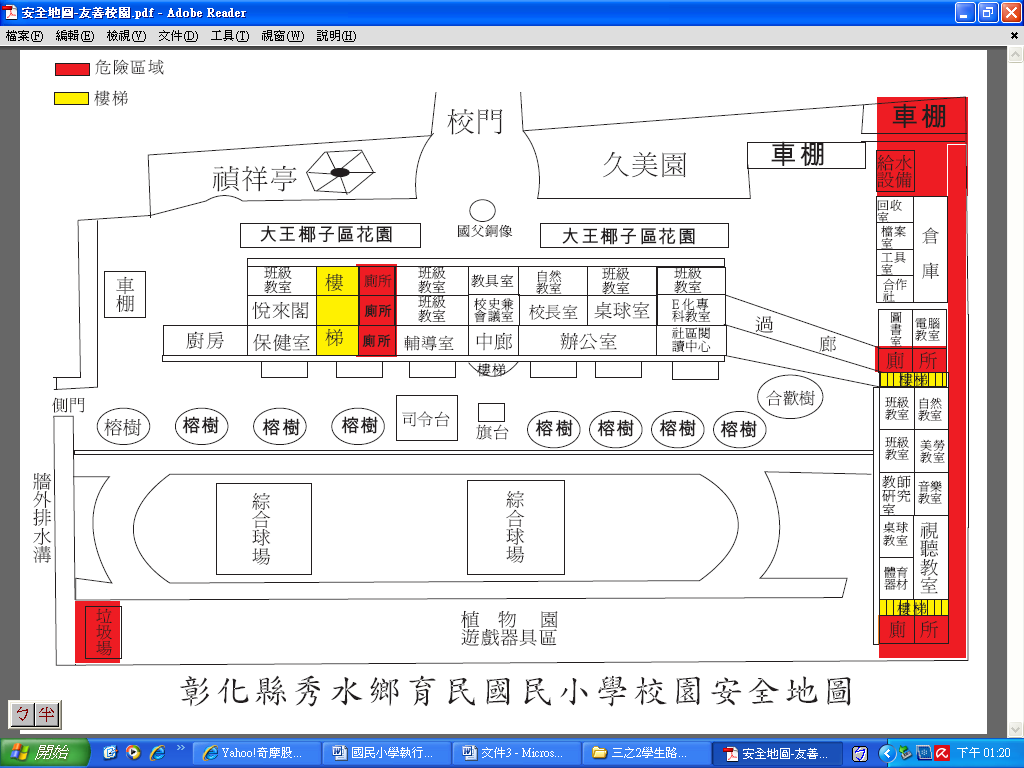 安全地圖-友善校園.pdf - Adobe Reader
檔案(F) 編輯(E) 檢視(V) 文件(D) 工具(T) 視窗(W) 說明(H)
危險區域
樓梯
校門
禎祥亭
久美園
車棚
車棚
給水
設備
國父銅像
大王椰子區花園
大王椰子區花園
車棚
班級
教室
樓
廁所
班級
教室
教具室
自然
教室
班級
教室
班級
教室
悅來閣
廁所
班級
教室
校史兼
會議室
校長室
桌球室
E化專
科教室
廚房
保健室
梯
廁所
輔導室
中廊
辦公室
社區閱
讀中心
樓梯
過
廊
回收
室
檔案
室
工具
室
合作
社
倉
庫
圖
書
室
電腦
教室
廁所
樓梯
班級
教室
自然
教室
班級
教室
美勞
教室
教師
研究
室
音樂
教室
桌球
教室
視
聽
教
室
體育
器材
樓梯
廁所
側門
榕樹
榕樹
榕樹
榕樹
司令台
旗台
榕樹
榕樹
榕樹
榕樹
合歡樹
牆
外
排
水
溝
綜
合
球
場
綜
合
球
場
垃
圾
場
植物園
遊戲器具區
彰化縣秀水鄉育民國民小學校園安全地圖
ㄅ半
開始
Yahoo!奇摩股...
國民小學執行...
文件3 - Micros...
三之2學生路...
安全地圖-友善...
下午 01:20